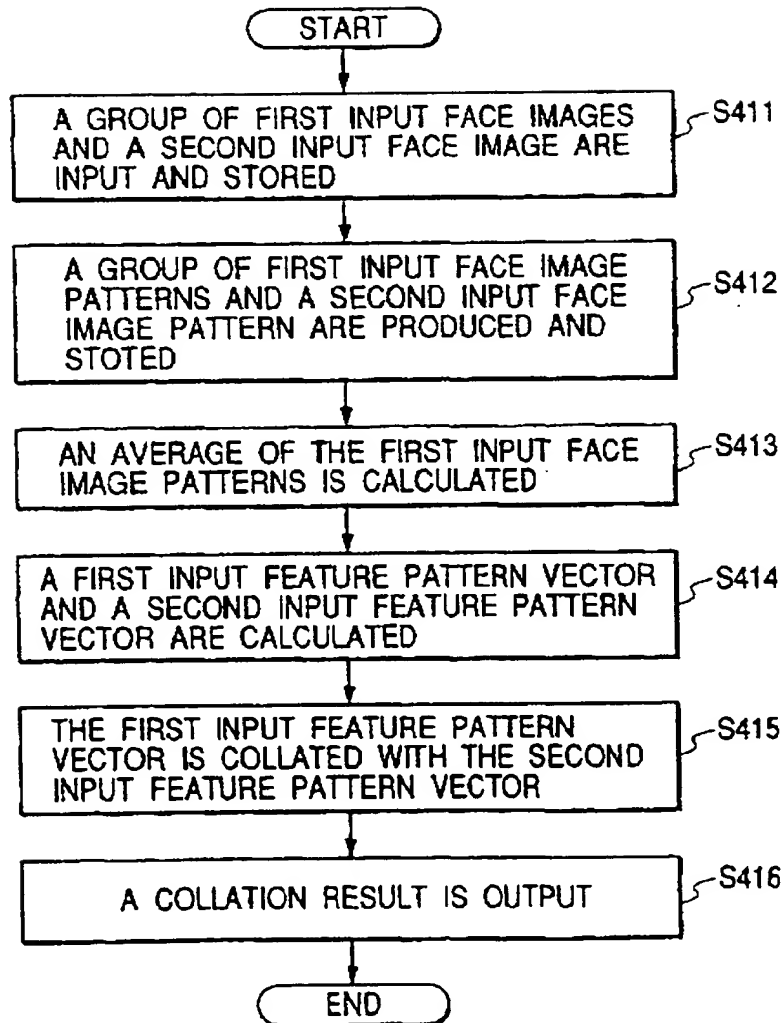 START
A GROUP OF FIRST INPUT FACE IMAGES
AND A SECOND INPUT FACE IMAGE ARE
INPUT AND STORED
S411
A GROUP OF FIRST INPUT FACE IMAGE
PATTERNS AND A SECOND INPUT FACE
IMAGE PATTERN ARE PRODUCED AND
STOTED
S412
AN AVERAGE OF THE FIRST INPUT FACE
IMAGE PATTERNS IS CALCULATED
S413
A FIRST INPUT FEATURE PATTERN VECTOR
AND A SECOND INPUT FEATURE PATTERN
VECTOR ARE CALCULATED
S414
THE FIRST INPUT FEATURE PATTERN
VECTOR IS COLLATED WITH THE SECOND
INPUT FEATURE PATTERN VECTOR
S415
A COLLATION RESULT IS OUTPUT
S416
END